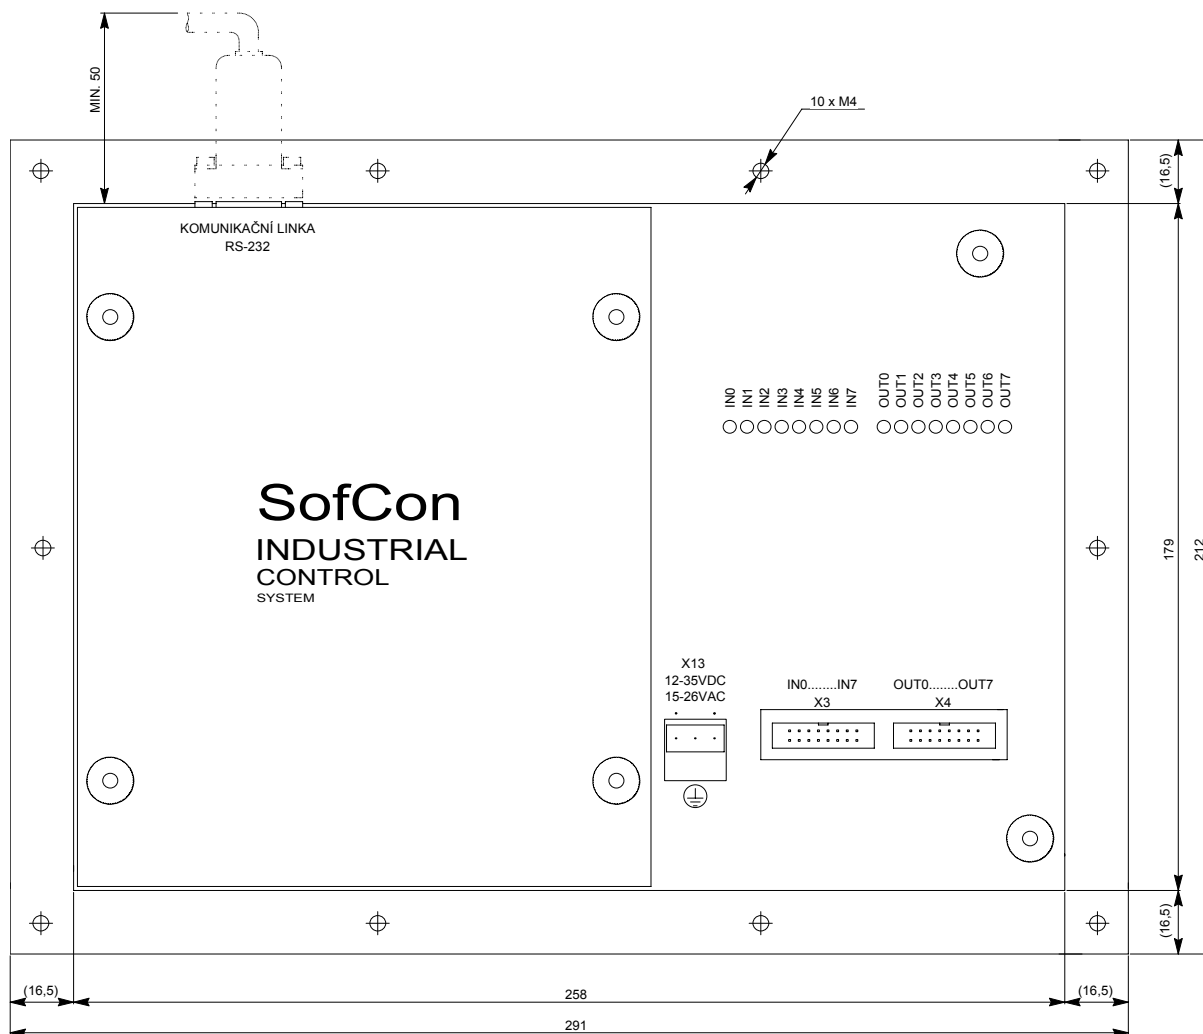 MIN. 50
10 x M4
(16,5)
KOMUNIKAČNÍ LINKA
RS-232
IN0
IN1
IN2
IN3
IN4
IN5
IN6
IN7
OUT0
OUT1
OUT2
OUT3
OUT4
OUT5
OUT6
OUT7
SofCon
INDUSTRIAL
CONTROL
SYSTEM
179
212
X13
12-35VDC
15-26VAC
IN0........IN7
X3
OUT0........OUT7
X4
(16,5)
(16,5)
258
(16,5)
291